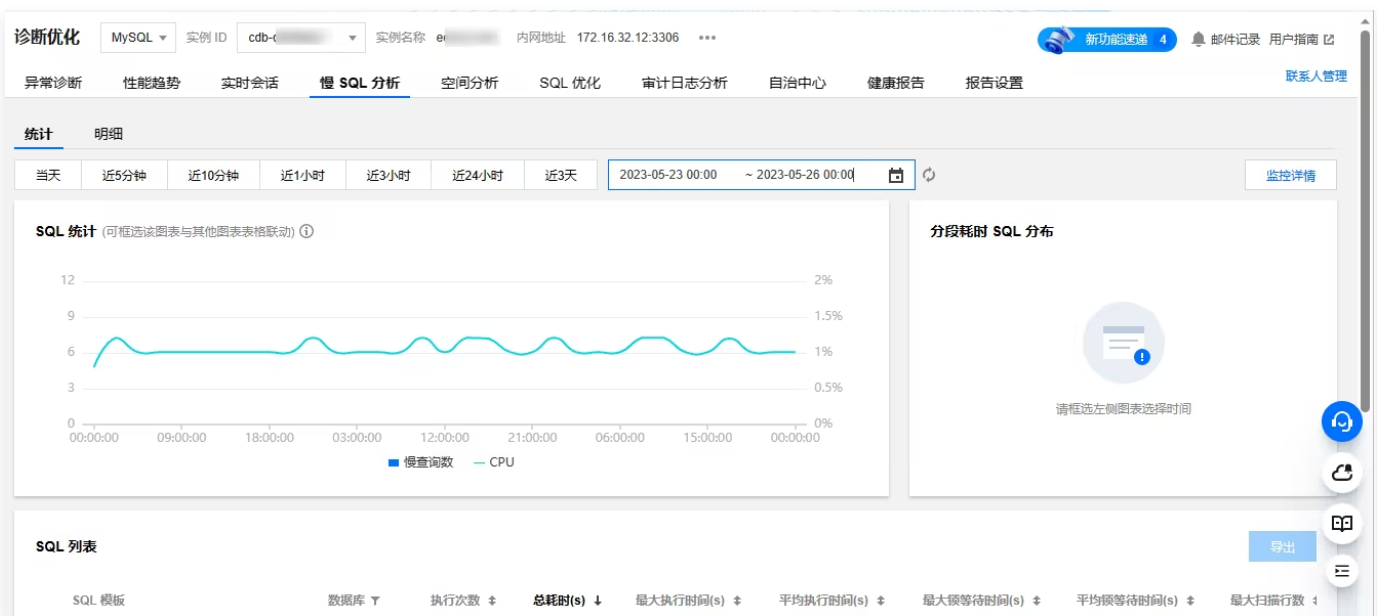 诊断优化 MySQL 实例 ID cdb- 实例名称 内网地址 172.16.32.12:3306 ••• 新功能速递 4 邮件记录 用户指南
异常诊断 性能趋势 实时会话 慢 SQL 分析 空间分析 SQL 优化 审计日志分析 自治中心 健康报告 报告设置 联系人管理
统计 明细
当天 近5分钟 近10分钟 近1小时 近3小时 近24小时 近3天 2023-05-23 00:00 ~ 2023-05-26 00:00 监控详情
SQL 统计 (可框选该图表与其他图表表格联动) 分段耗时 SQL 分布
12 2%
9 1.5%
6 1%
3 0.5%
0 0%
00:00:00 09:00:00 18:00:00 03:00:00 12:00:00 21:00:00 06:00:00 15:00:00 00:00:00
慢查询数 CPU
请框选左侧图表选择时间
SQL 列表 导出
SQL 模板 数据库 执行次数 总耗时(s) ↓ 最大执行时间(s) 平均执行时间(s) 最大锁等待时间(s) 平均锁等待时间(s) 最大扫描行数